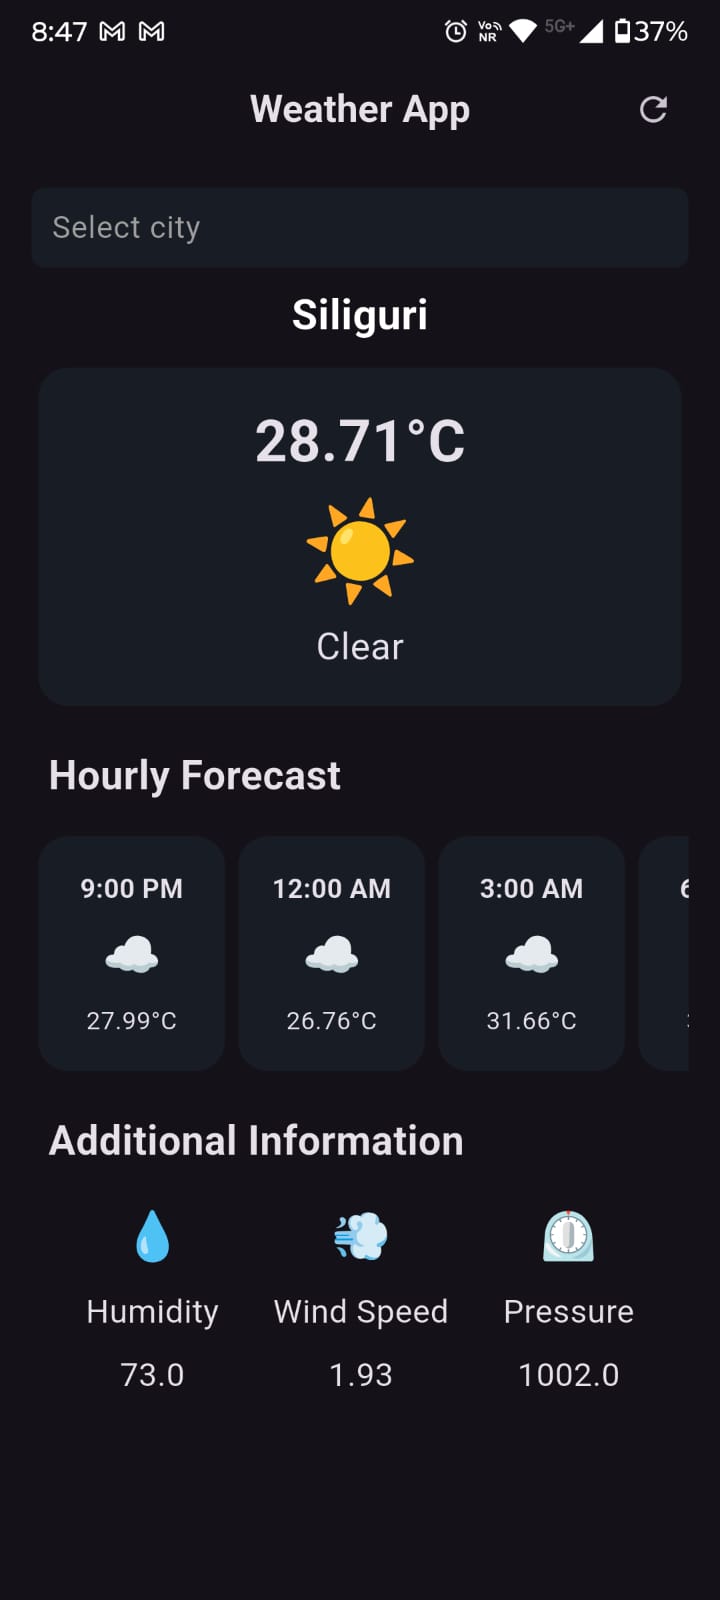 8:47 Vo NR 5G+ 37%
Weather App
Select city
Siliguri
28.71°C
Clear
Hourly Forecast
9:00 PM 12:00 AM 3:00 AM
27.99°C 26.76°C 31.66°C
Additional Information
Humidity Wind Speed Pressure
73.0 1.93 1002.0